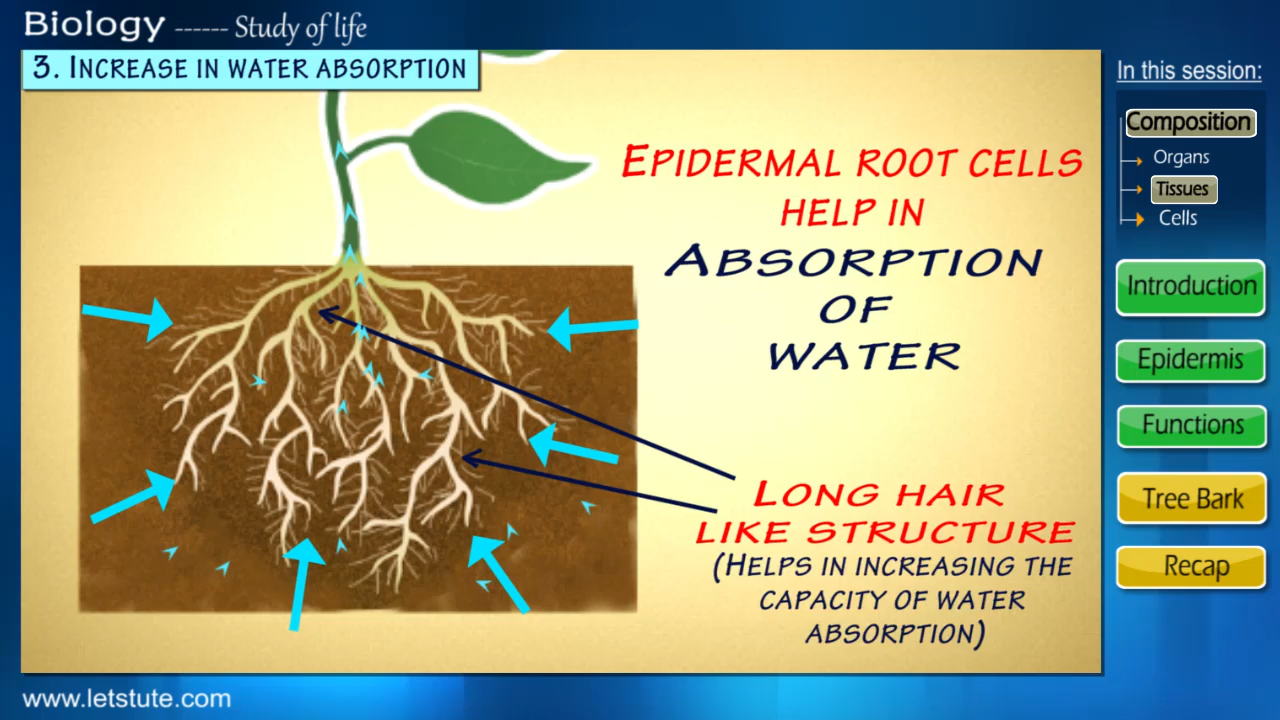 Biology ------ Study of life
3. INCREASE IN WATER ABSORPTION
EPIDERMAL ROOT CELLS
HELP IN
ABSORPTION
OF
WATER
LONG HAIR
LIKE STRUCTURE
(HELPS IN INCREASING THE
CAPACITY OF WATER
ABSORPTION)
In this session:
Composition
Organs
Tissues
Cells
Introduction
Epidermis
Functions
Tree Bark
Recap
www.letstute.com